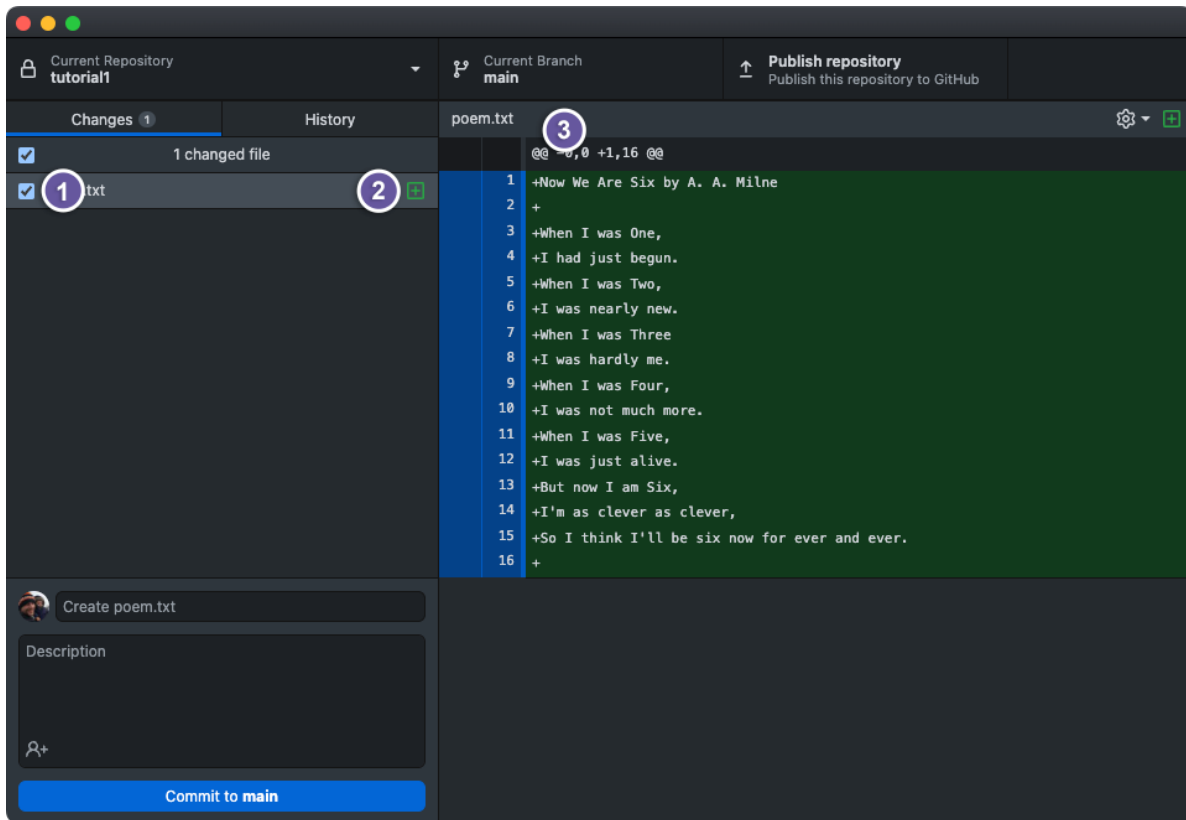 Current Repository
tutorial1
Current Branch
main
Publish repository
Publish this repository to GitHub
Changes 1
History
1 changed file
1 txt 2
Create poem.txt
Description
Commit to main
poem.txt
3
@@ -0,0 +1,16 @@
1 +Now We Are Six by A. A. Milne
2 +
3 +When I was One,
4 +I had just begun.
5 +When I was Two,
6 +I was nearly new.
7 +When I was Three
8 +I was hardly me.
9 +When I was Four,
10 +I was not much more.
11 +When I was Five,
12 +I was just alive.
13 +But now I am Six,
14 +I'm as clever as clever,
15 +So I think I'll be six now for ever and ever.
16 +